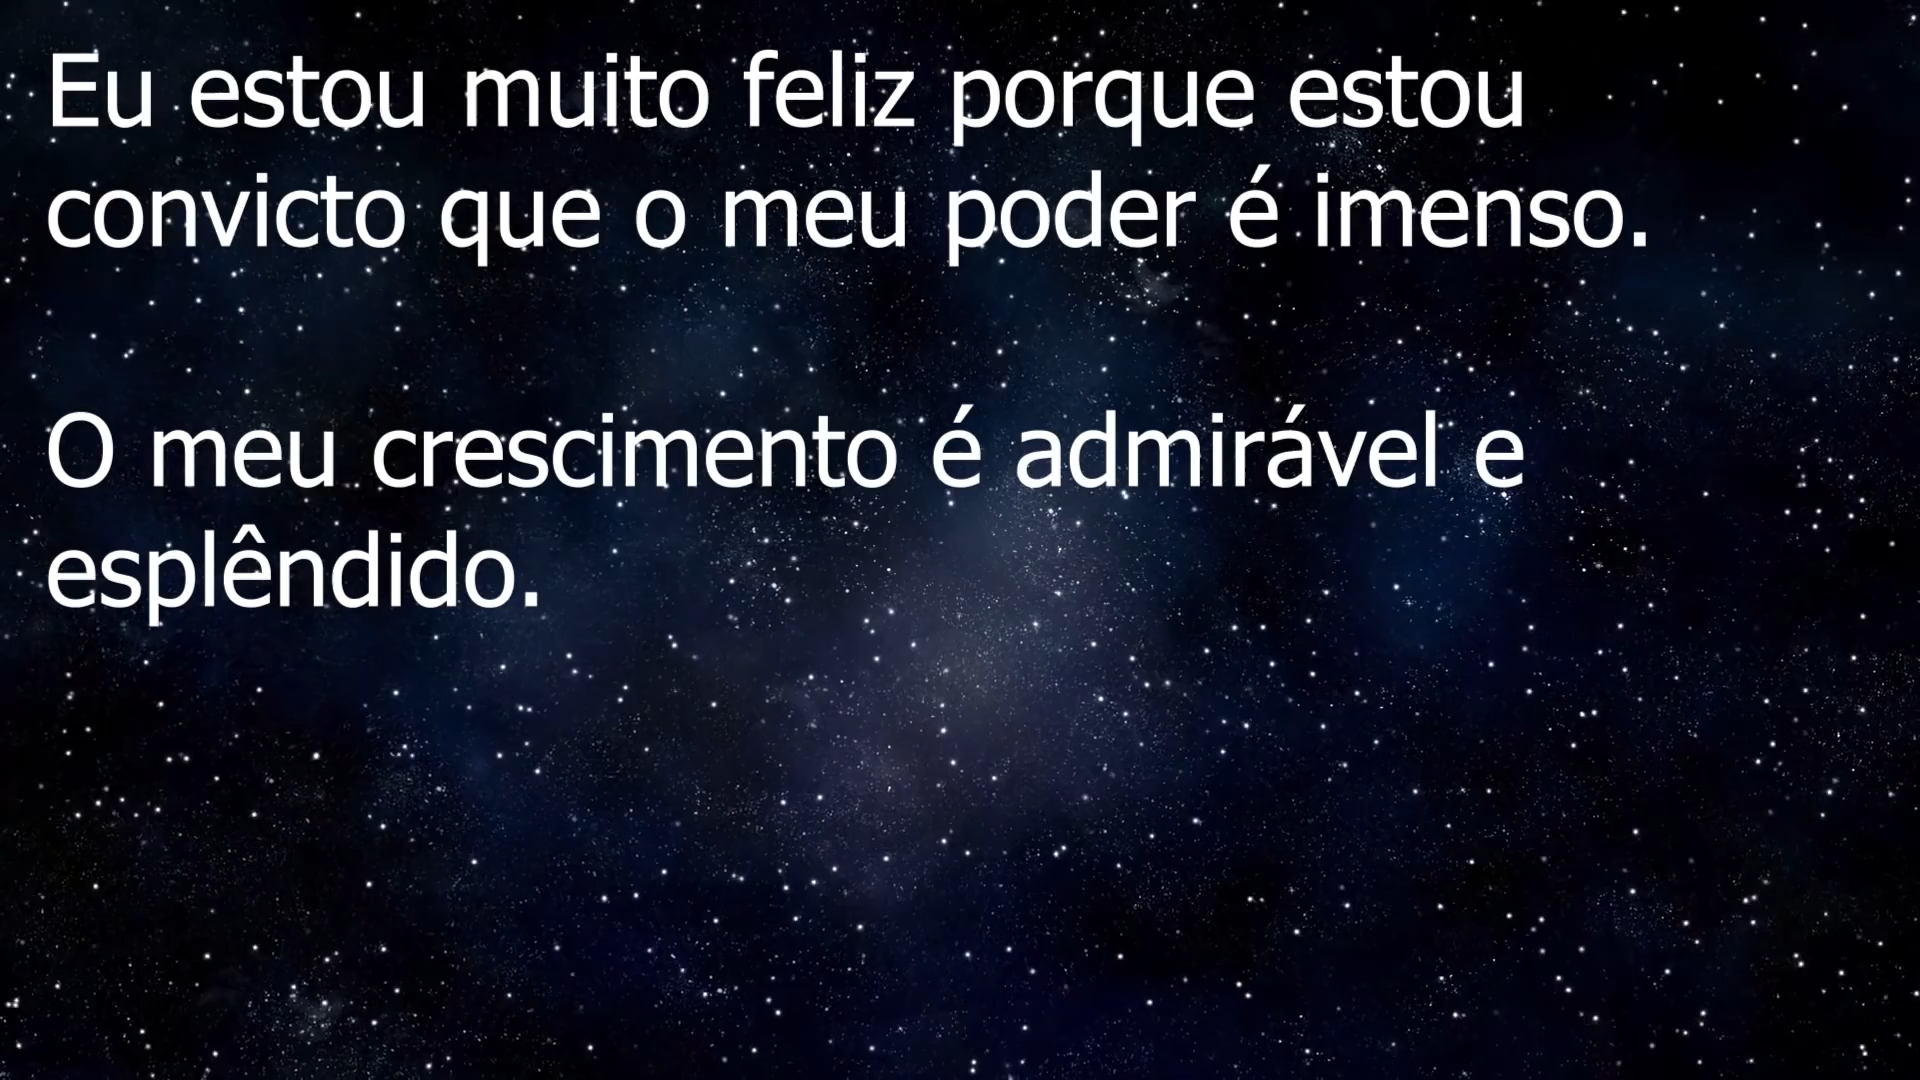 Eu estou muito feliz porque estou
convicto que o meu poder é imenso.
O meu crescimento é admirável e
esplêndido.